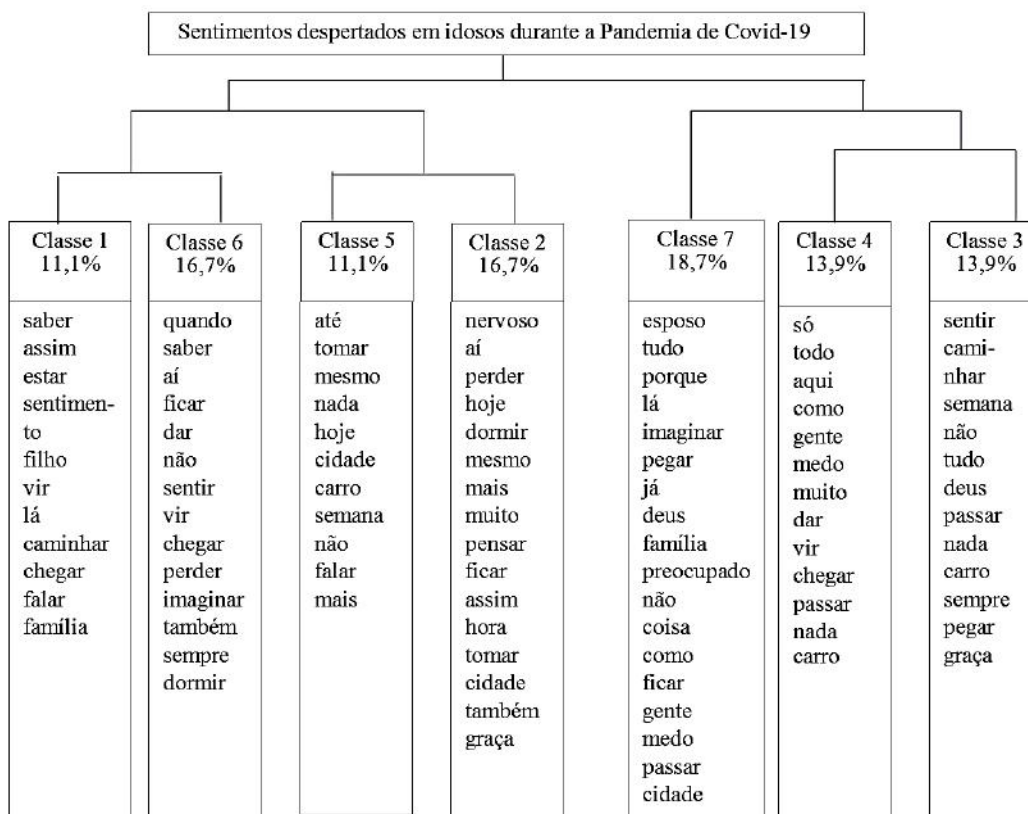 Sentimentos despertados em idosos durante a Pandemia de Covid-19
Classe 1
11,1%
saber
assim
estar
sentimen-
to
filho
vir
lá
caminhar
chegar
falar
família
Classe 6
16,7%
quando
saber
aí
ficar
dar
não
sentir
vir
chegar
perder
imaginar
também
sempre
dormir
Classe 5
11,1%
até
tomar
mesmo
nada
hoje
cidade
carro
semana
não
falar
mais
Classe 2
16,7%
nervoso
aí
perder
hoje
dormir
mesmo
mais
muito
pensar
ficar
assim
hora
tomar
cidade
também
graça
Classe 7
18,7%
esposo
tudo
porque
lá
imaginar
pegar
já
deus
família
preocupado
não
coisa
como
ficar
gente
medo
passar
cidade
Classe 4
13,9%
só
todo
aqui
como
gente
medo
muito
dar
vir
chegar
passar
nada
carro
Classe 3
13,9%
sentir
cami-
nhar
semana
não
tudo
deus
passar
nada
carro
sempre
pegar
graça